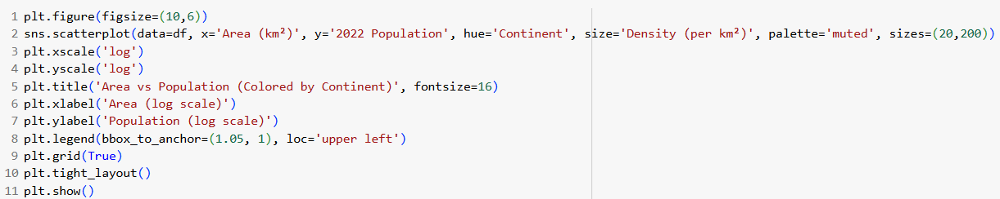 1 plt.figure(figsize=(10,6))
2 sns.scatterplot(data=df, x='Area (km²)', y='2022 Population', hue='Continent', size='Density (per km²)', palette='muted', sizes=(20,200))
3 plt.xscale('log')
4 plt.yscale('log')
5 plt.title('Area vs Population (Colored by Continent)', fontsize=16)
6 plt.xlabel('Area (log scale)')
7 plt.ylabel('Population (log scale)')
8 plt.legend(bbox_to_anchor=(1.05, 1), loc='upper left')
9 plt.grid(True)
10 plt.tight_layout()
11 plt.show()